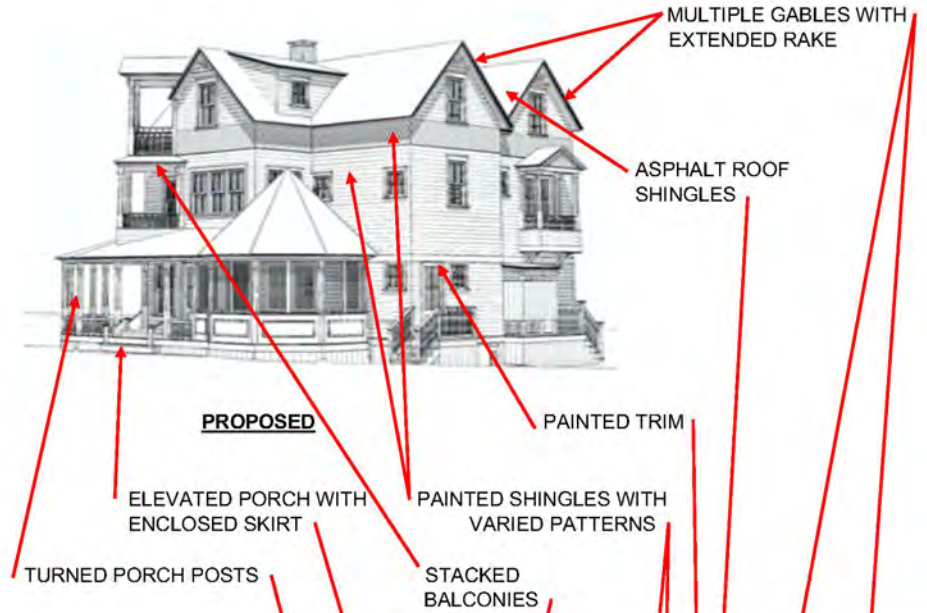 MULTIPLE GABLES WITH
EXTENDED RAKE
ASPHALT ROOF
SHINGLES
PROPOSED
PAINTED TRIM
ELEVATED PORCH WITH
ENCLOSED SKIRT
PAINTED SHINGLES WITH
VARIED PATTERNS
TURNED PORCH POSTS
STACKED
BALCONIES